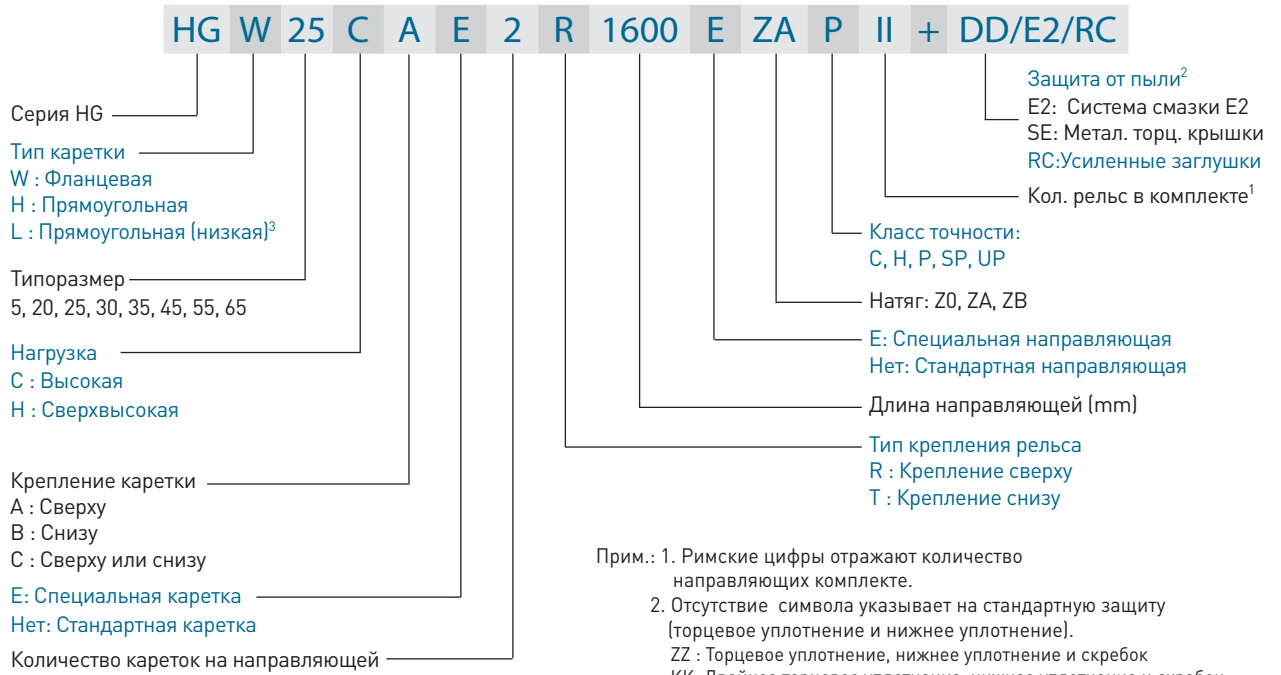 HG W 25 C A E 2 R 1600 E ZA P II + DD/E2/RC
Серия HG
Тип каретки
W : Фланцевая
H : Прямоугольная
L : Прямоугольная (низкая)3
Типоразмер
5, 20, 25, 30, 35, 45, 55, 65
Нагрузка
C : Высокая
H : Сверхвысокая
Крепление каретки
A : Сверху
B : Снизу
C : Сверху или снизу
E: Специальная каретка
Нет: Стандартная каретка
Количество кареток на направляющей
Защита от пыли2
E2: Система смазки E2
SE: Метал. торц. крышки
RC:Усиленные заглушки
Кол. рельс в комплекте1
Класс точности:
C, H, P, SP, UP
Натяг: Z0, ZA, ZB
E: Специальная направляющая
Нет: Стандартная направляющая
Длина направляющей (mm)
Тип крепления рельса
R : Крепление сверху
T : Крепление снизу
Прим.: 1. Римские цифры отражают количество
направляющих комплекте.
2. Отсутствие символа указывает на стандартную защиту
(торцевое уплотнение и нижнее уплотнение).
ZZ : Торцевое уплотнение, нижнее уплотнение и скребок